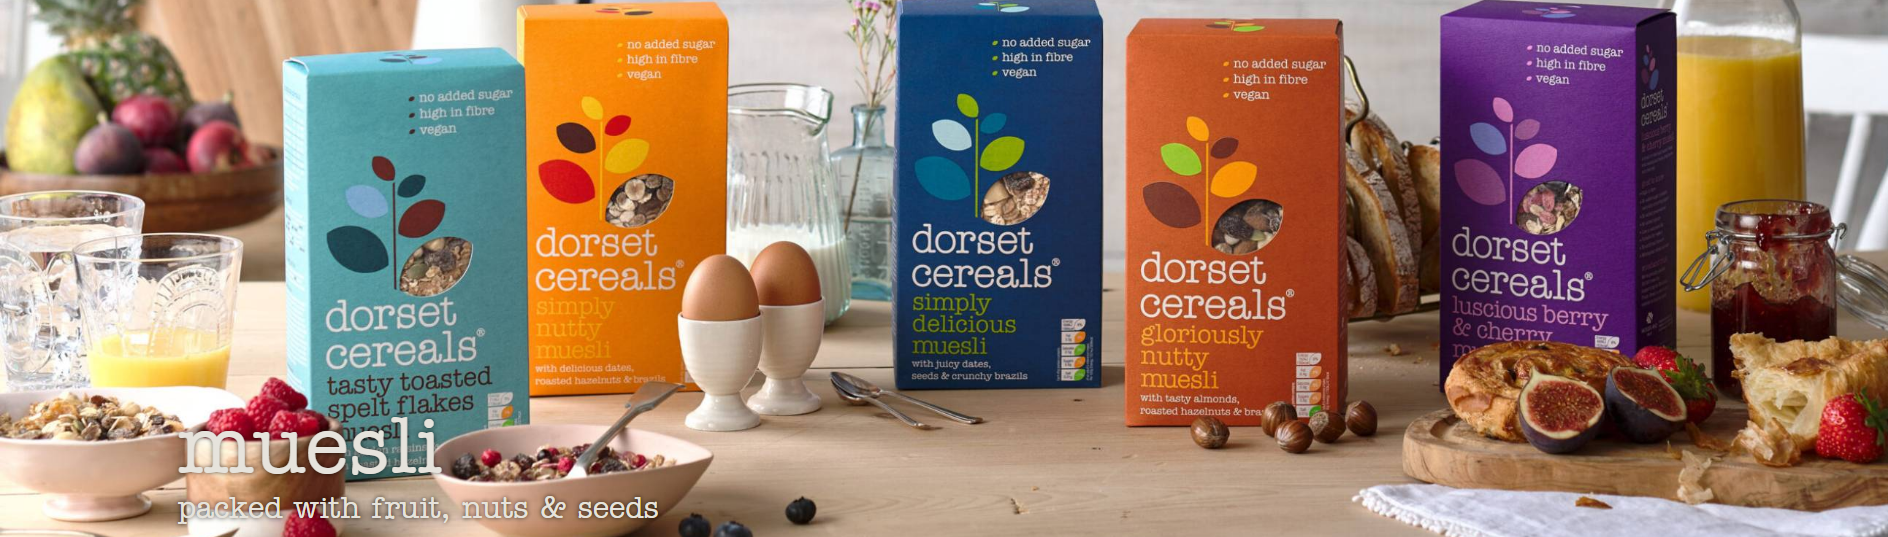 no added sugar
high in fibre
vegan
dorset
cereals®
tasty toasted
spelt flakes
muesli
no added sugar
high in fibre
vegan
dorset
cereals®
simply
nutty
muesli
with delicious dates,
roasted hazelnuts & brazils
no added sugar
high in fibre
vegan
dorset
cereals®
simply
delicious
muesli
with juicy dates,
seeds & crunchy brazils
no added sugar
high in fibre
vegan
dorset
cereals®
gloriously
nutty
muesli
with tasty almonds,
roasted hazelnuts &
no added sugar
high in fibre
vegan
dorset
cereals®
luscious berry
& cherry
dorset
cereals
muesli
packed with fruit, nuts & seeds